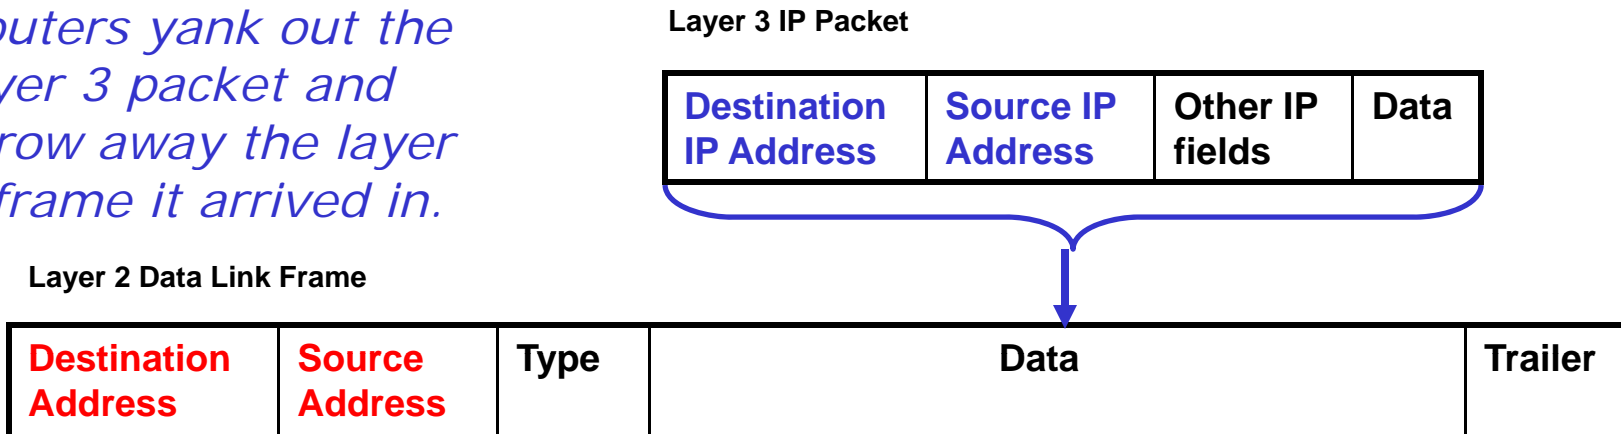 outers yank out the
yer 3 packet and
row away the layer
frame it arrived in.
Layer 3 IP Packet
Destination IP Address
Source IP Address
Other IP fields
Data
Layer 2 Data Link Frame
Destination Address
Source Address
Type
Data
Trailer